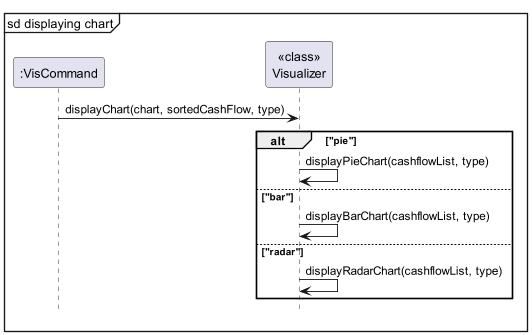 sd displaying chart
«class»
:VisCommand
Visualizer
displayChart(chart, sortedCashFlow, type)
alt
["pie"]
displayPieChart(cashflowList, type)
["bar"]
displayBarChart(cashflowList, type)
["radar"]
displayRadarChart(cashflowList, type)